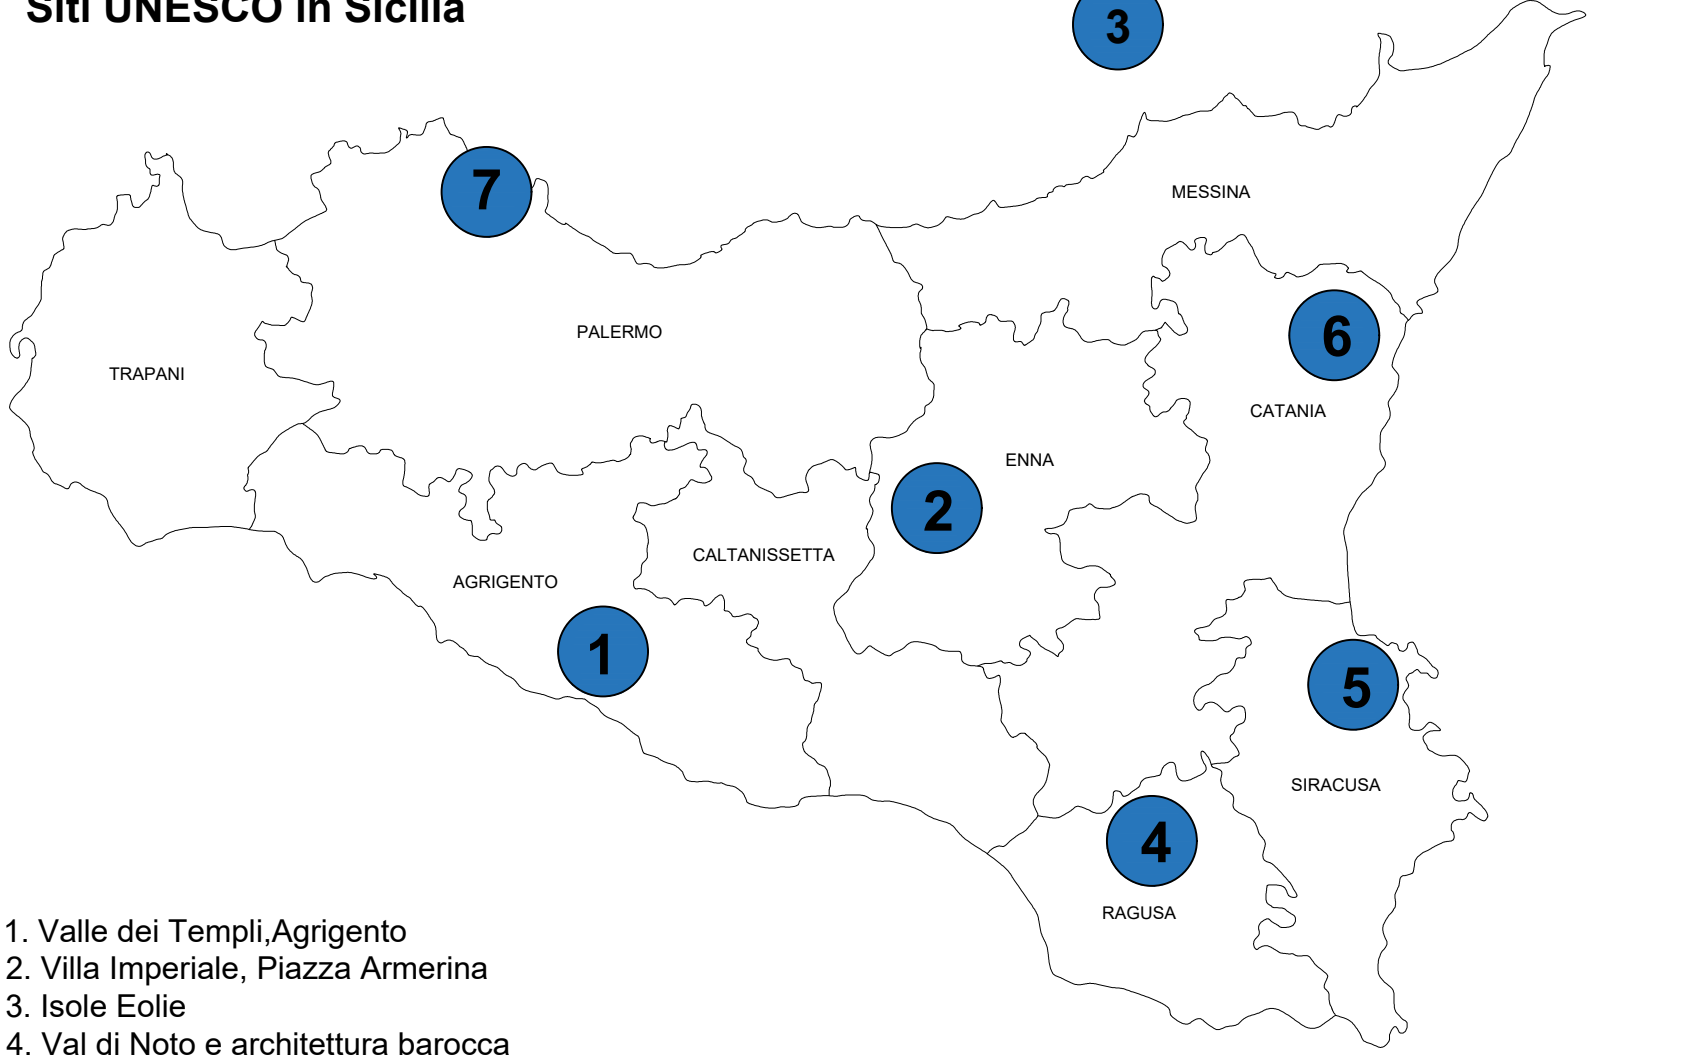 Siti UNESCO in Sicilia
3
7
MESSINA
6
PALERMO
TRAPANI
CATANIA
ENNA
2
CALTANISSETTA
AGRIGENTO
1
5
SIRACUSA
4
RAGUSA
1. Valle dei Templi,Agrigento
2. Villa Imperiale, Piazza Armerina
3. Isole Eolie
4. Val di Noto e architettura barocca